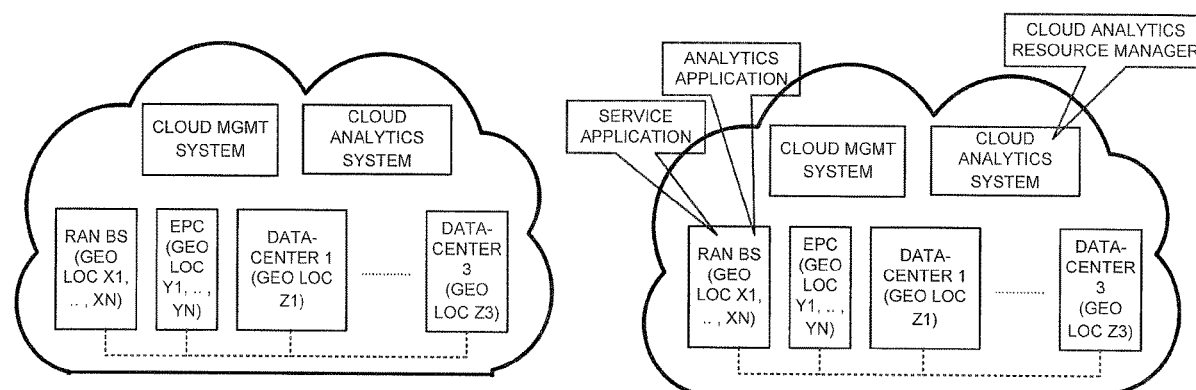 CLOUD MGMT
SYSTEM
CLOUD
ANALYTICS
SYSTEM
RAN BS
(GEO
LOC X1,
.. , XN)
EPC
(GEO
LOC
Y1, .. ,
YN)
DATA-
CENTER 1
(GEO LOC
Z1)
DATA-
CENTER
3
(GEO
LOC Z3)
CLOUD ANALYTICS
RESOURCE MANAGER
ANALYTICS
APPLICATION
SERVICE
APPLICATION
CLOUD MGMT
SYSTEM
CLOUD
ANALYTICS
SYSTEM
RAN BS
(GEO
LOC X1,
.. , XN)
EPC
(GEO
LOC
Y1, .. ,
YN)
DATA-
CENTER 1
(GEO LOC
Z1)
DATA-
CENTER
3
(GEO
LOC Z3)